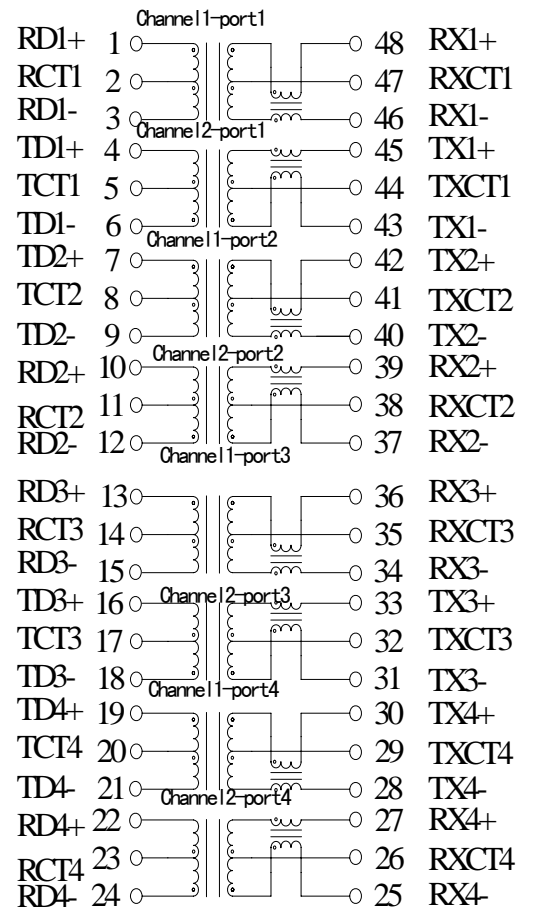 Channel1-port1
RD1+ 1 48 RX1+
RCT1 2 47 RXCT1
RD1- 3 46 RX1-
Channel2-port1
TD1+ 4 45 TX1+
TCT1 5 44 TXCT1
TD1- 6 43 TX1-
Channel1-port2
TD2+ 7 42 TX2+
TCT2 8 41 TXCT2
TD2- 9 40 TX2-
Channel2-port2
RD2+ 10 39 RX2+
RCT2 11 38 RXCT2
RD2- 12 37 RX2-
Channel1-port3
RD3+ 13 36 RX3+
RCT3 14 35 RXCT3
RD3- 15 34 RX3-
Channel2-port3
TD3+ 16 33 TX3+
TCT3 17 32 TXCT3
TD3- 18 31 TX3-
Channel1-port4
TD4+ 19 30 TX4+
TCT4 20 29 TXCT4
TD4- 21 28 TX4-
Channel2-port4
RD4+ 22 27 RX4+
RCT4 23 26 RXCT4
RD4- 24 25 RX4-